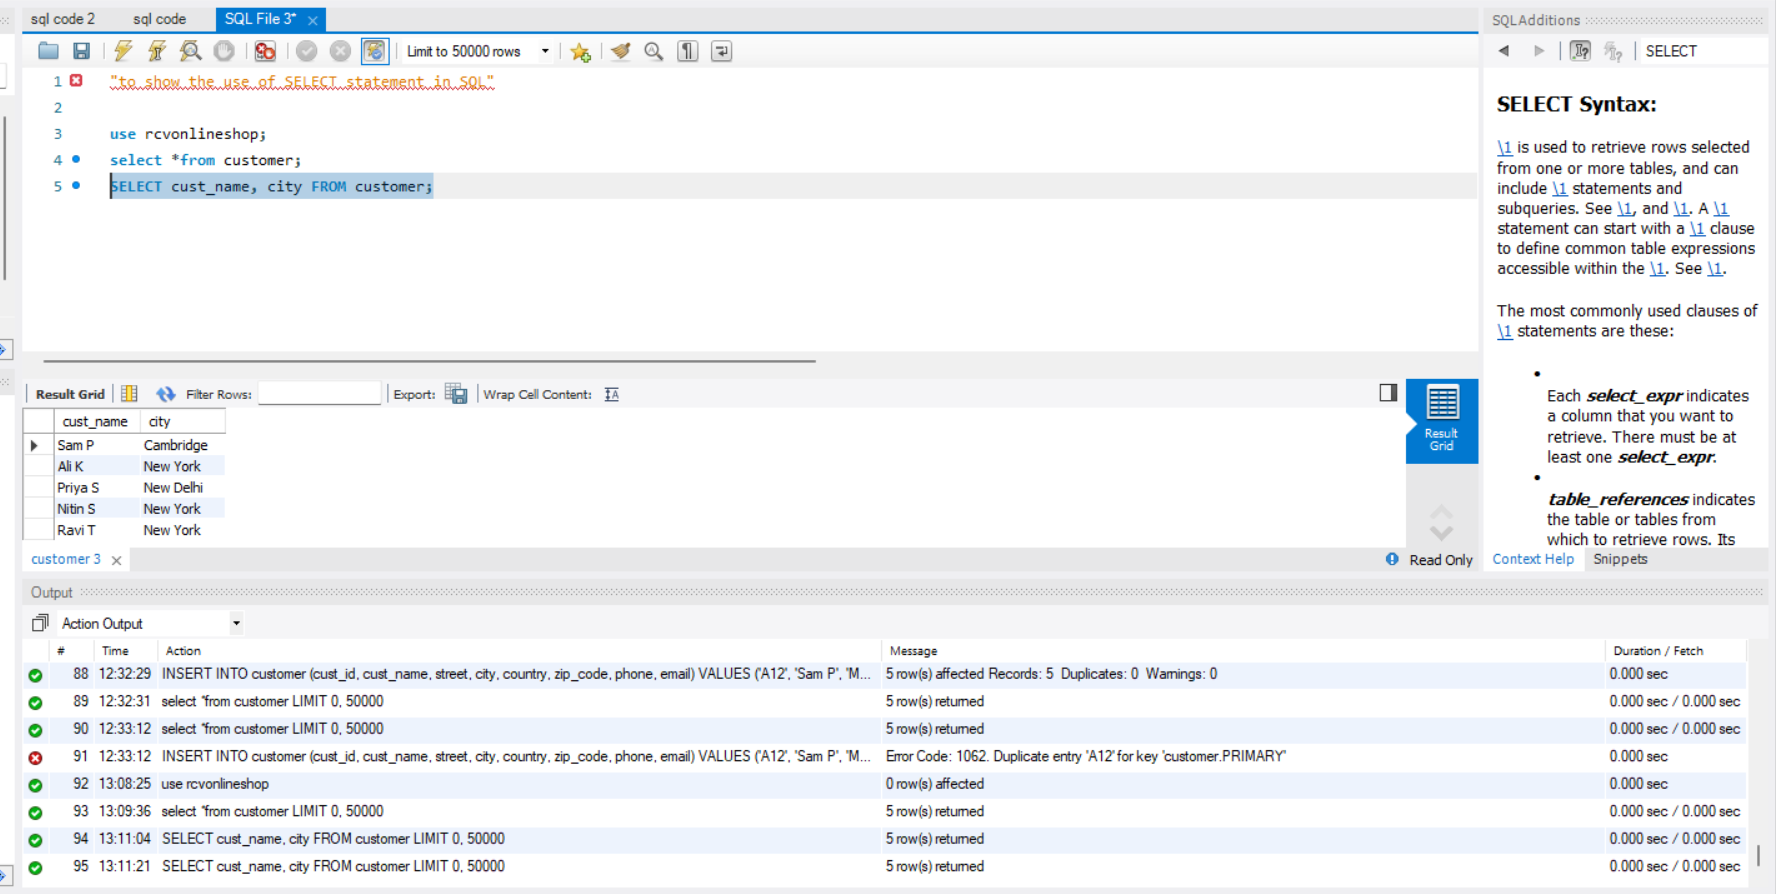 sql code 2 sql code SQL File 3*
Limit to 50000 rows
1 "to show the use of SELECT statement in SQL"
2
3 use rcvonlineshop;
4 select *from customer;
5 SELECT cust_name, city FROM customer;
Result Grid Filter Rows: Export: Wrap Cell Content:
cust_name city
Sam P Cambridge
Ali K New York
Priya S New Delhi
Nitin S New York
Ravi T New York
Result
Grid
customer 3
Read Only
SQLAdditions
SELECT
SELECT Syntax:
\1 is used to retrieve rows selected
from one or more tables, and can
include \1 statements and
subqueries. See \1, and \1. A \1
statement can start with a \1 clause
to define common table expressions
accessible within the \1. See \1.
The most commonly used clauses of
\1 statements are these:
Each select_expr indicates
a column that you want to
retrieve. There must be at
least one select_expr.
table_references indicates
the table or tables from
which to retrieve rows. Its
Context Help Snippets
Output
Action Output
# Time Action Message Duration / Fetch
88 12:32:29 INSERT INTO customer (cust_id, cust_name, street, city, country, zip_code, phone, email) VALUES ('A12', 'Sam P', 'M... 5 row(s) affected Records: 5 Duplicates: 0 Warnings: 0 0.000 sec
89 12:32:31 select *from customer LIMIT 0, 50000 5 row(s) returned 0.000 sec / 0.000 sec
90 12:33:12 select *from customer LIMIT 0, 50000 5 row(s) returned 0.000 sec / 0.000 sec
91 12:33:12 INSERT INTO customer (cust_id, cust_name, street, city, country, zip_code, phone, email) VALUES ('A12', 'Sam P', 'M... Error Code: 1062. Duplicate entry 'A12' for key 'customer.PRIMARY' 0.000 sec
92 13:08:25 use rcvonlineshop 0 row(s) affected 0.000 sec
93 13:09:36 select *from customer LIMIT 0, 50000 5 row(s) returned 0.000 sec / 0.000 sec
94 13:11:04 SELECT cust_name, city FROM customer LIMIT 0, 50000 5 row(s) returned 0.000 sec / 0.000 sec
95 13:11:21 SELECT cust_name, city FROM customer LIMIT 0, 50000 5 row(s) returned 0.000 sec / 0.000 sec